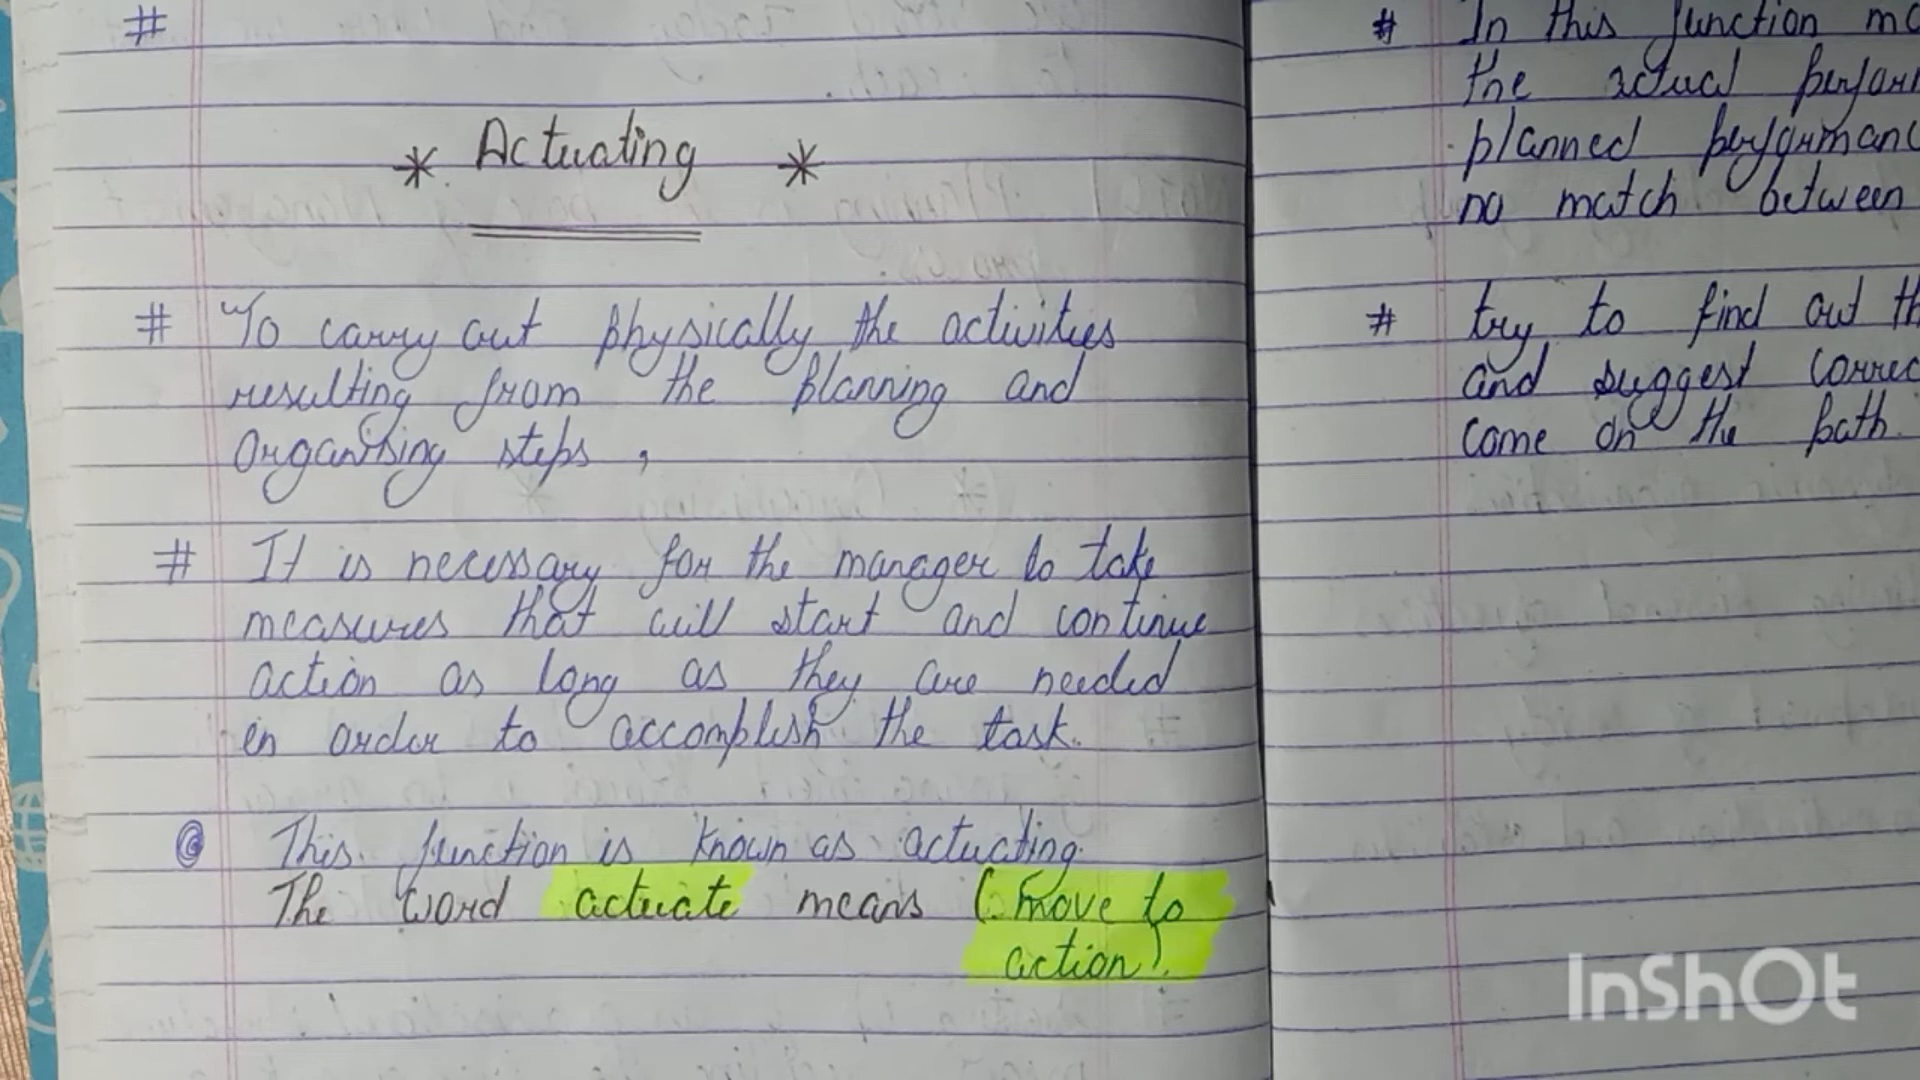 #
* Actuating *
# To carry out physically the activities
resulting from the planning and
Organising steps,
# It is necessary for the manager to take
measures that will start and continue
action as long as they are needed
in order to accomplish the task.
This function is known as actuating.
The word actuate means (move to
action).
# In this function
the actual
planned
no match between
# try to find out
and suggest
come on the path.
InShOt